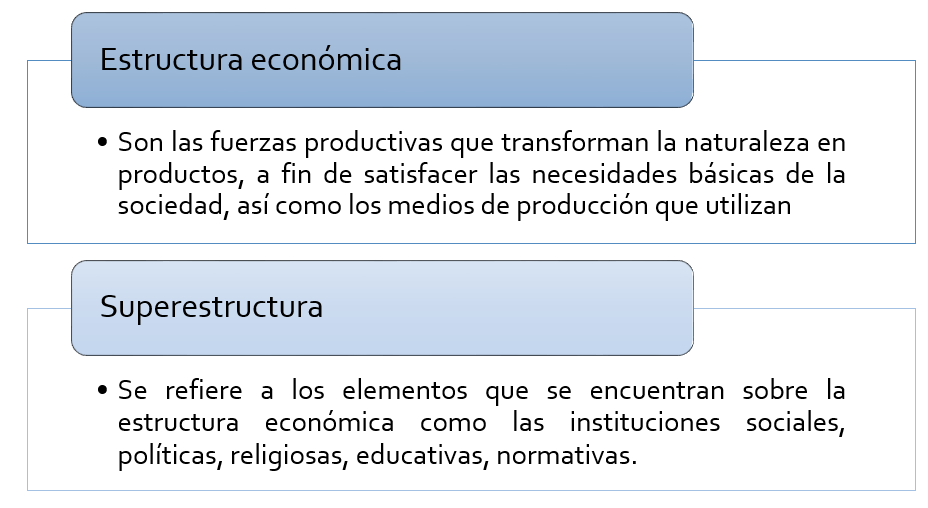 Estructura económica
• Son las fuerzas productivas que transforman la naturaleza en
productos, a fin de satisfacer las necesidades básicas de la
sociedad, así como los medios de producción que utilizan
Superestructura
• Se refiere a los elementos que se encuentran sobre la
estructura económica como las instituciones sociales,
políticas, religiosas, educativas, normativas.